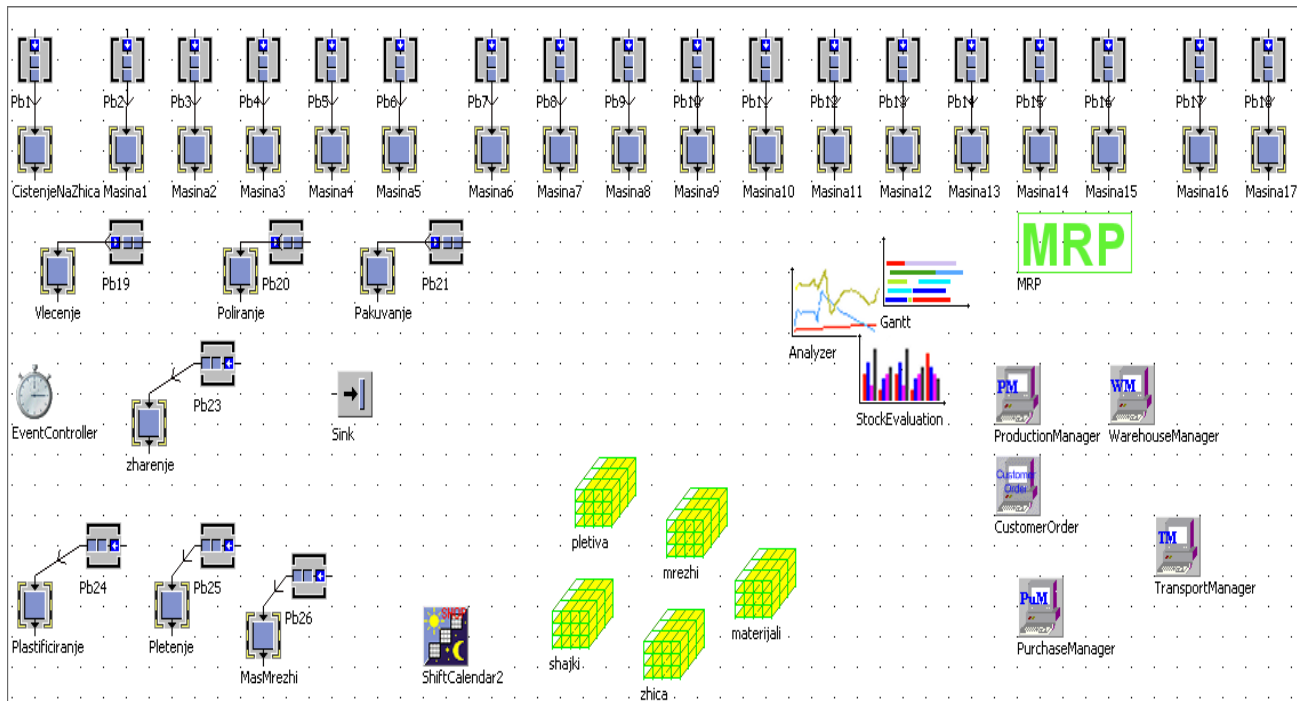 Pb1 Pb2 Pb3 Pb4 Pb5 Pb6 Pb7 Pb8 Pb9 Pb10 Pb11 Pb12 Pb13 Pb14 Pb15 Pb16 Pb17 Pb18
CistenjeNaZhica Masina1 Masina2 Masina3 Masina4 Masina5 Masina6 Masina7 Masina8 Masina9 Masina10 Masina11 Masina12 Masina13 Masina14 Masina15 Masina16 Masina17
MRP
Pb19 Pb20 Pb21 MRP
Vlecenje Poliranje Pakuvanje
Gantt
Analyzer
PM WM
Pb23
StockEvaluation
EventController Sink ProductionManager WarehouseManager
zharenje
Customer
Order
CustomerOrder
pletiva
TM
mrezhi
Pb24 Pb25
TransportManager
PuM
Pb26
SHOP
materijali
Plastificiranje Pletenje PurchaseManager
shajki
MasMrezhi ShiftCalendar2
zhica